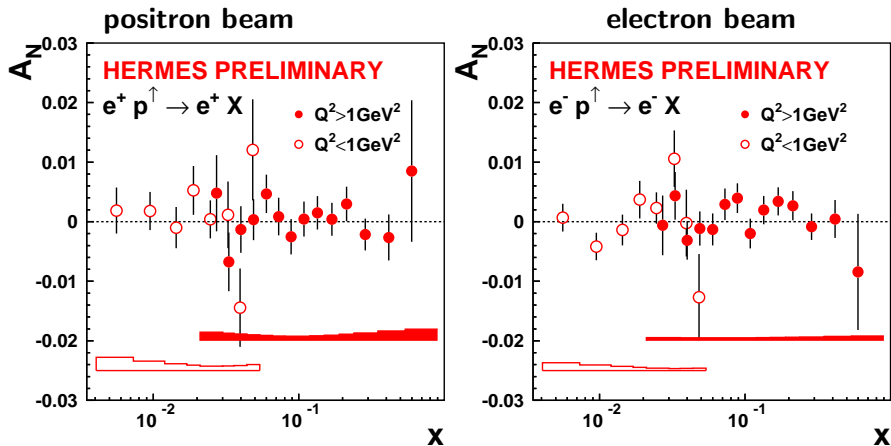 positron beam
A_N
0.03
0.02
0.01
0
-0.01
-0.02
-0.03
HERMES PRELIMINARY
e⁺ p^↑ → e⁺ X
Q²>1GeV²
Q²<1GeV²
10⁻²
10⁻¹
x
electron beam
A_N
0.03
0.02
0.01
0
-0.01
-0.02
-0.03
HERMES PRELIMINARY
e⁻ p^↑ → e⁻ X
Q²>1GeV²
Q²<1GeV²
10⁻²
10⁻¹
x